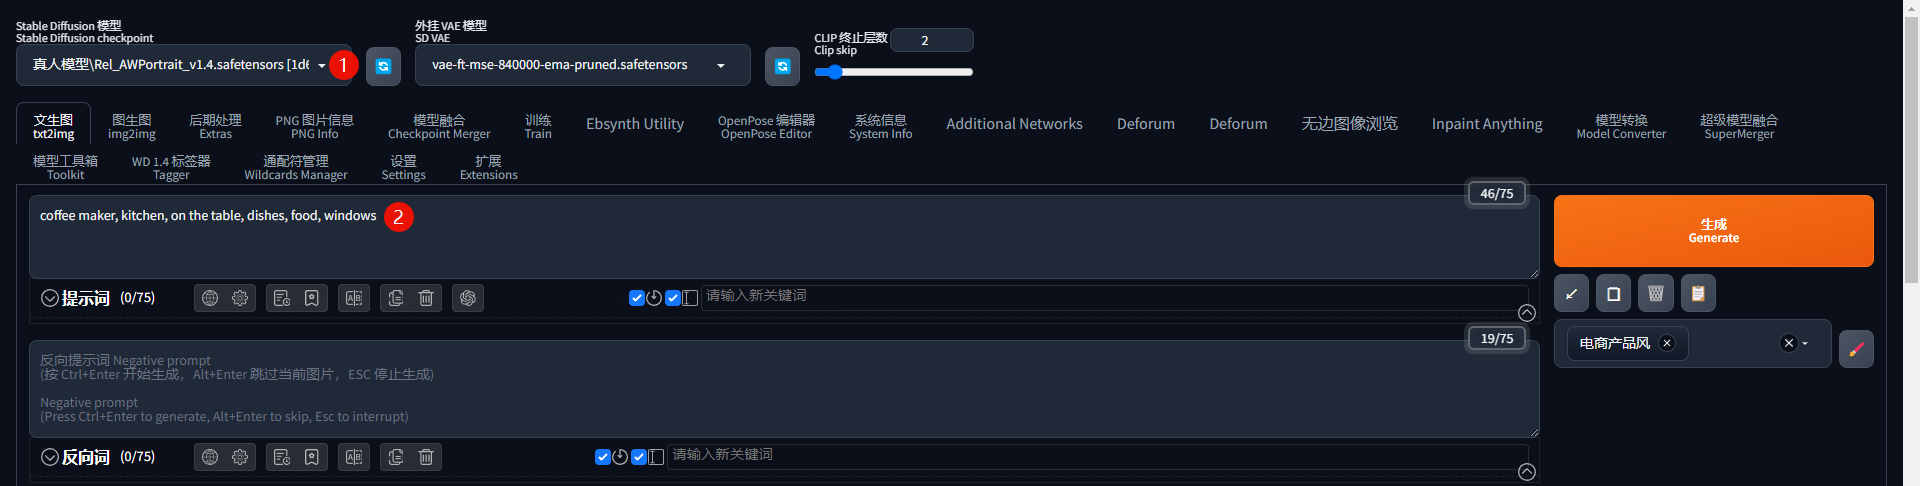 Stable Diffusion 模型
Stable Diffusion checkpoint
真人模型\Rel_AWPortrait_v1.4.safetensors [1d6
1
外挂 VAE 模型
SD VAE
vae-ft-mse-840000-ema-pruned.safetensors
CLIP 终止层数
Clip skip
2
文生图
txt2img
图生图
img2img
后期处理
Extras
PNG 图片信息
PNG Info
模型融合
Checkpoint Merger
训练
Train
Ebsynth Utility
OpenPose 编辑器
OpenPose Editor
系统信息
System Info
Additional Networks
Deforum
Deforum
无边图像浏览
Inpaint Anything
模型转换
Model Converter
超级模型融合
SuperMerger
模型工具箱
Toolkit
WD 1.4 标签器
Tagger
通配符管理
Wildcards Manager
设置
Settings
扩展
Extensions
46/75
coffee maker, kitchen, on the table, dishes, food, windows
2
生成
Generate
提示词 (0/75)
请输入新关键词
19/75
反向提示词 Negative prompt
(按 Ctrl+Enter 开始生成，Alt+Enter 跳过当前图片，ESC 停止生成)
Negative prompt
(Press Ctrl+Enter to generate, Alt+Enter to skip, Esc to interrupt)
电商产品风
反向词 (0/75)
请输入新关键词